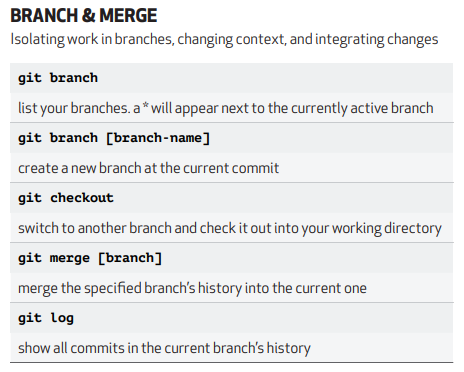 BRANCH & MERGE
Isolating work in branches, changing context, and integrating changes
git branch
list your branches. a * will appear next to the currently active branch
git branch [branch-name]
create a new branch at the current commit
git checkout
switch to another branch and check it out into your working directory
git merge [branch]
merge the specified branch’s history into the current one
git log
show all commits in the current branch’s history